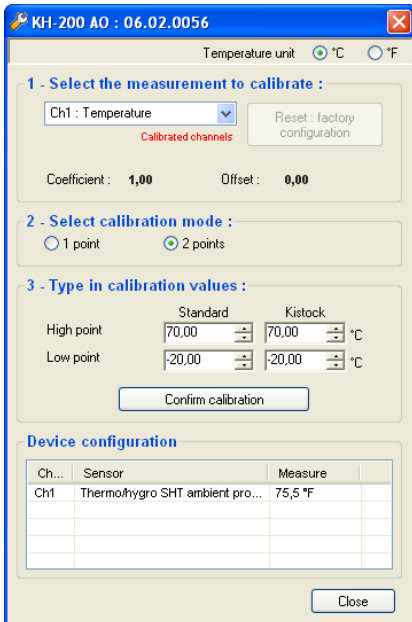 KH-200 AO : 06.02.0056
Temperature unit °C °F
1 - Select the measurement to calibrate :
Ch1 : Temperature
Reset : factory
configuration
Calibrated channels
Coefficient : 1,00 Offset : 0,00
2 - Select calibration mode :
1 point 2 points
3 - Type in calibration values :
Standard Kistock
High point 70,00 70,00 °C
Low point -20,00 -20,00 °C
Confirm calibration
Device configuration
Ch... Sensor Measure
Ch1 Thermo/hygro SHT ambient pro... 75,5 °F
Close